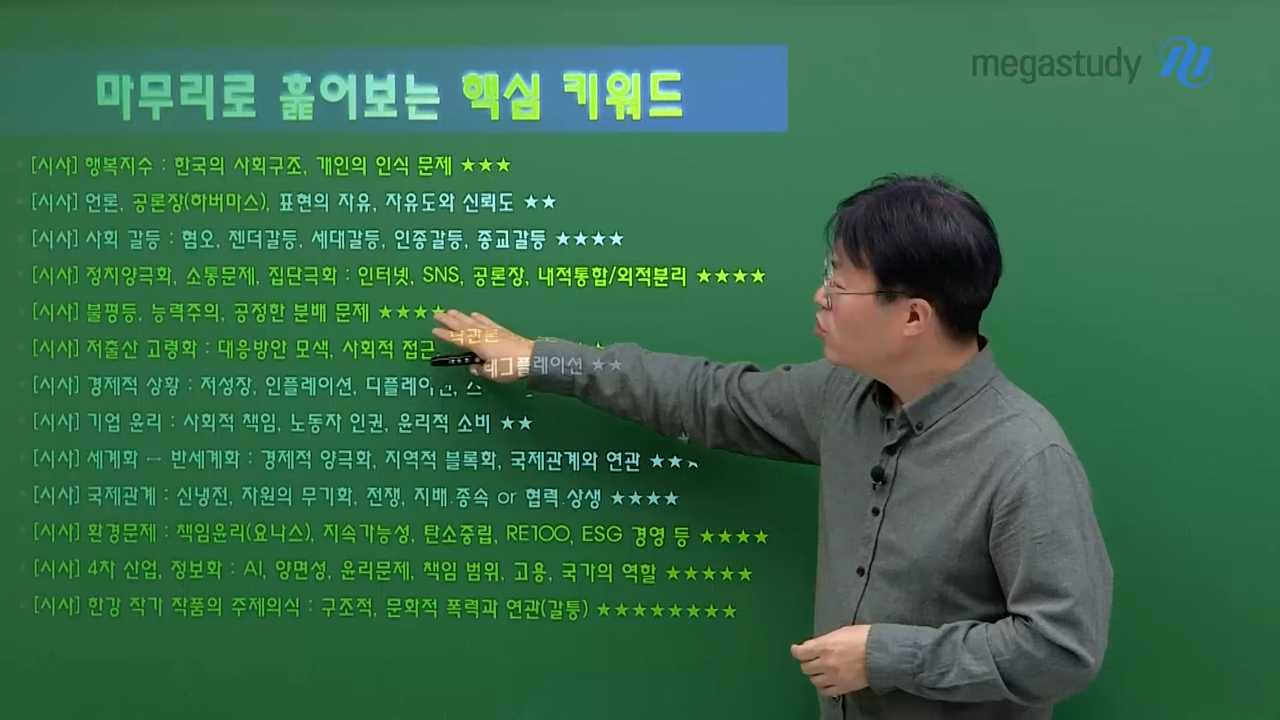 megastudy
마무리로 훑어보는 핵심 키워드
[시사] 행복지수 : 한국의 사회구조, 개인의 인식 문제 ★★★
[시사] 언론, 공론장(하버마스), 표현의 자유, 자유도와 신뢰도 ★★
[시사] 사회 갈등 : 혐오, 젠더갈등, 세대갈등, 인종갈등, 종교갈등 ★★★★
[시사] 정치양극화, 소통문제, 집단극화 : 인터넷, SNS, 공론장, 내적통합/외적분리 ★★★★
[시사] 불평등, 능력주의, 공정한 분배 문제 ★★★★
[시사] 저출산 고령화 : 대응방안 모색, 사회적 접근 낙관론
[시사] 경제적 상황 : 저성장, 인플레이션, 디플레이션, 스태그플레이션 ★★
[시사] 기업 윤리 : 사회적 책임, 노동자 인권, 윤리적 소비 ★★
[시사] 세계화 ↔ 반세계화 : 경제적 양극화, 지역적 블록화, 국제관계와 연관 ★★★
[시사] 국제관계 : 신냉전, 자원의 무기화, 전쟁, 지배.종속 or 협력.상생 ★★★★
[시사] 환경문제 : 책임윤리(요나스), 지속가능성, 탄소중립, RE100, ESG 경영 등 ★★★★
[시사] 4차 산업, 정보화 : AI, 양면성, 윤리문제, 책임 범위, 고용, 국가의 역할 ★★★★★
[시사] 한강 작가 작품의 주제의식 : 구조적, 문화적 폭력과 연관(갈퉁) ★★★★★★★★